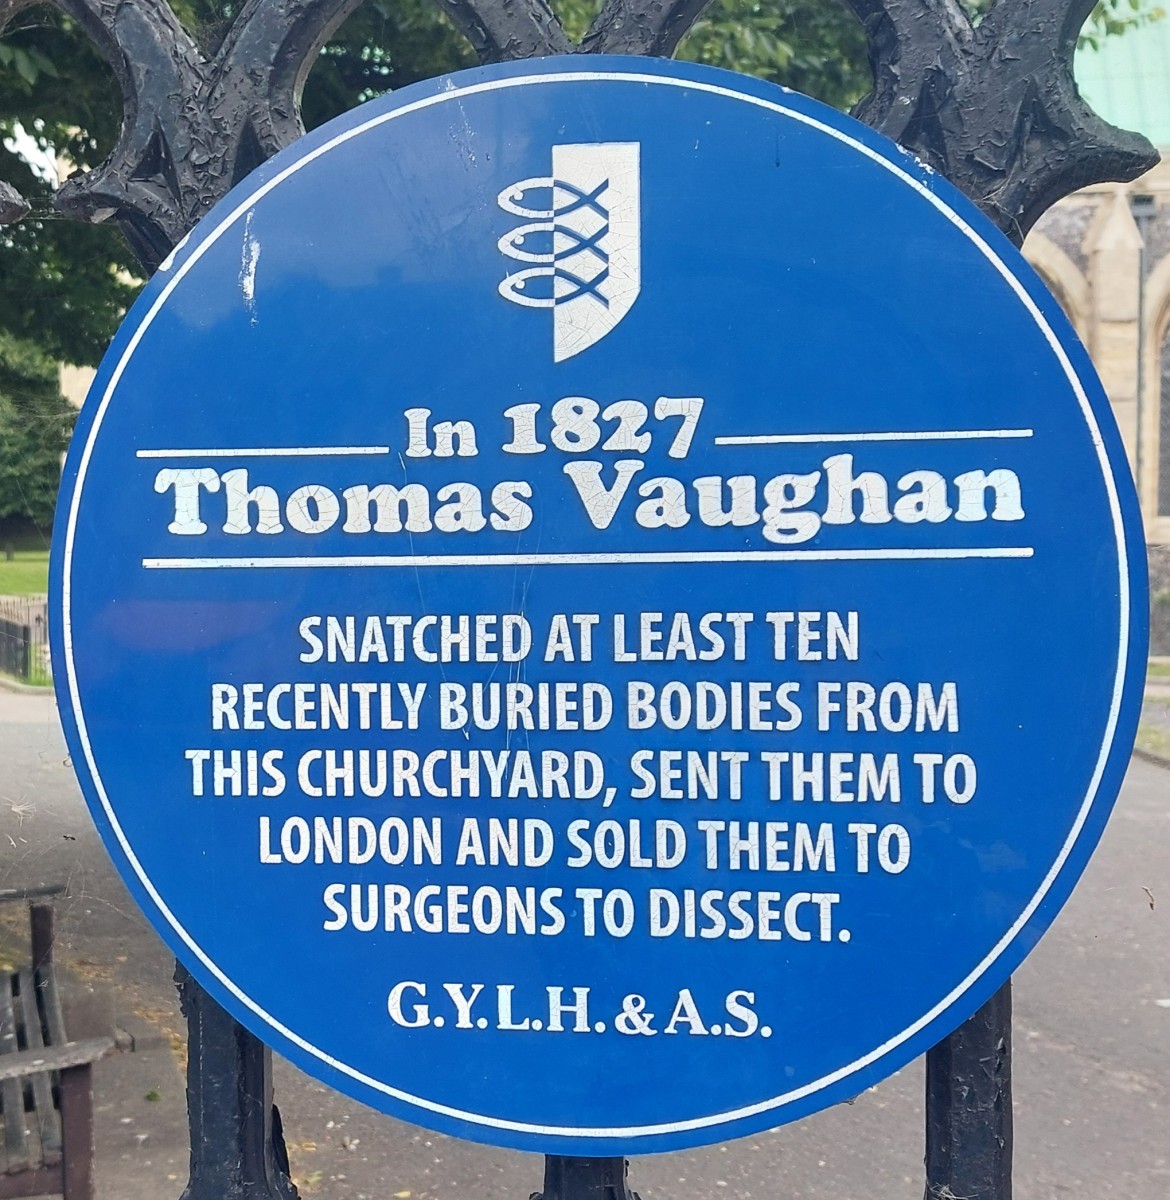 In 1827
Thomas Vaughan
SNATCHED AT LEAST TEN
RECENTLY BURIED BODIES FROM
THIS CHURCHYARD, SENT THEM TO
LONDON AND SOLD THEM TO
SURGEONS TO DISSECT.
G.Y.L.H. & A.S.